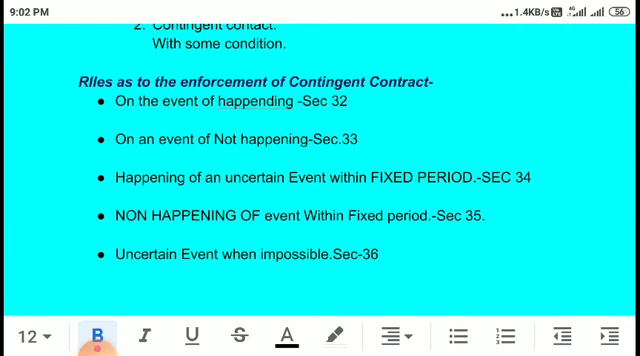 9:02 PM
...1.4KB/s
4G
56
2. Contingent contact.
With some condition.
Rlles as to the enforcement of Contingent Contract-
● On the event of happending -Sec 32
● On an event of Not happening-Sec.33
● Happening of an uncertain Event within FIXED PERIOD.-SEC 34
● NON HAPPENING OF event Within Fixed period.-Sec 35.
● Uncertain Event when impossible.Sec-36
12 B I U S A